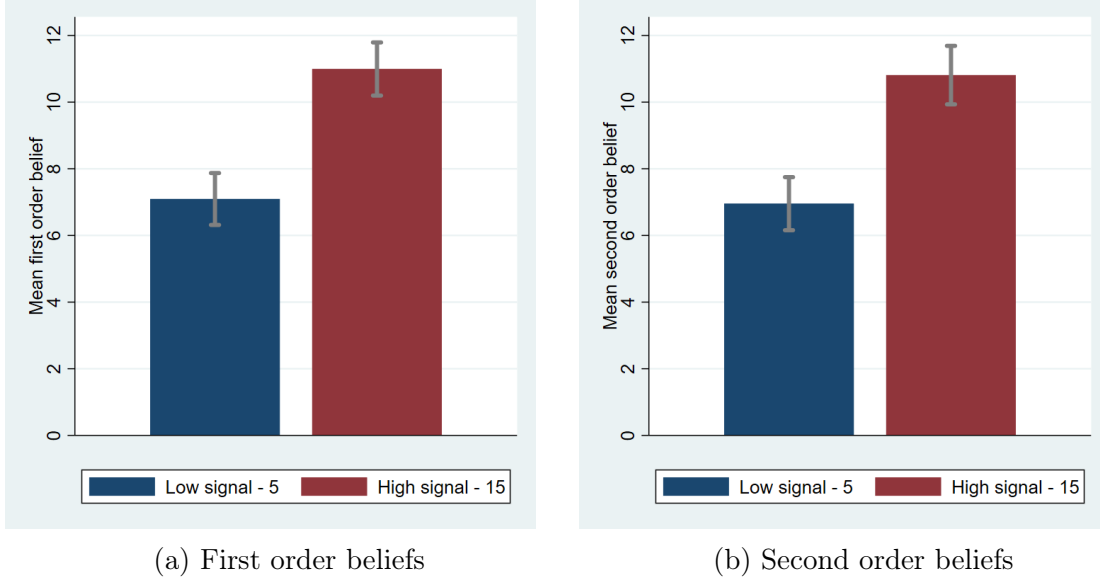 Mean first order belief
12
10
8
6
4
2
0
Low signal - 5
High signal - 15
(a) First order beliefs
Mean second order belief
12
10
8
6
4
2
0
Low signal - 5
High signal - 15
(b) Second order beliefs